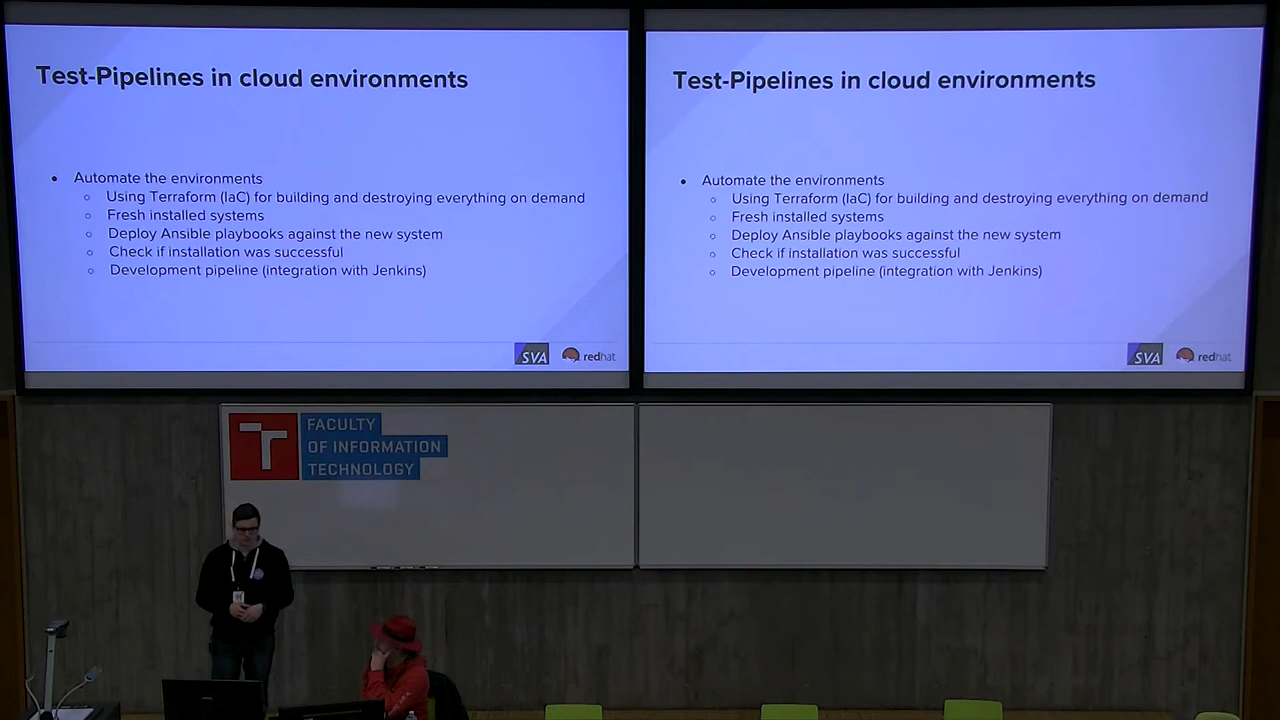 Test-Pipelines in cloud environments
• Automate the environments
○ Using Terraform (IaC) for building and destroying everything on demand
○ Fresh installed systems
○ Deploy Ansible playbooks against the new system
○ Check if installation was successful
○ Development pipeline (integration with Jenkins)
SVA redhat
Test-Pipelines in cloud environments
• Automate the environments
○ Using Terraform (IaC) for building and destroying everything on demand
○ Fresh installed systems
○ Deploy Ansible playbooks against the new system
○ Check if installation was successful
○ Development pipeline (integration with Jenkins)
SVA redhat
FACULTY
OF INFORMATION
TECHNOLOGY